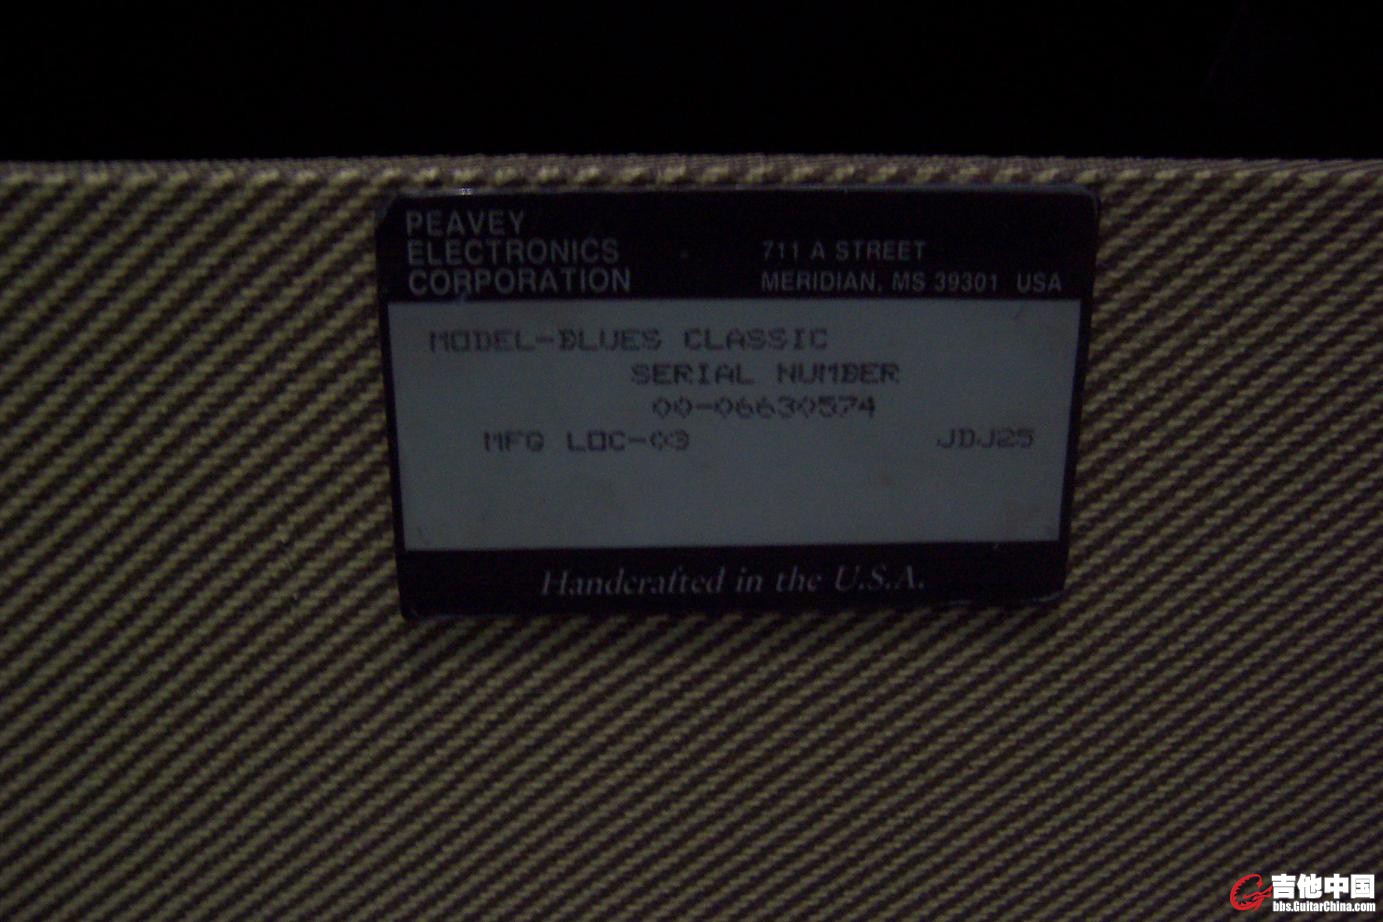 PEAVEY
ELECTRONICS
CORPORATION
711 A STREET
MERIDIAN, MS 39301 USA
MODEL-BLUES CLASSIC
SERIAL NUMBER
00-06630574
MFG LOC-03 JDJ25
Handcrafted in the U.S.A.
吉他中国
bbs.GuitarChina.com